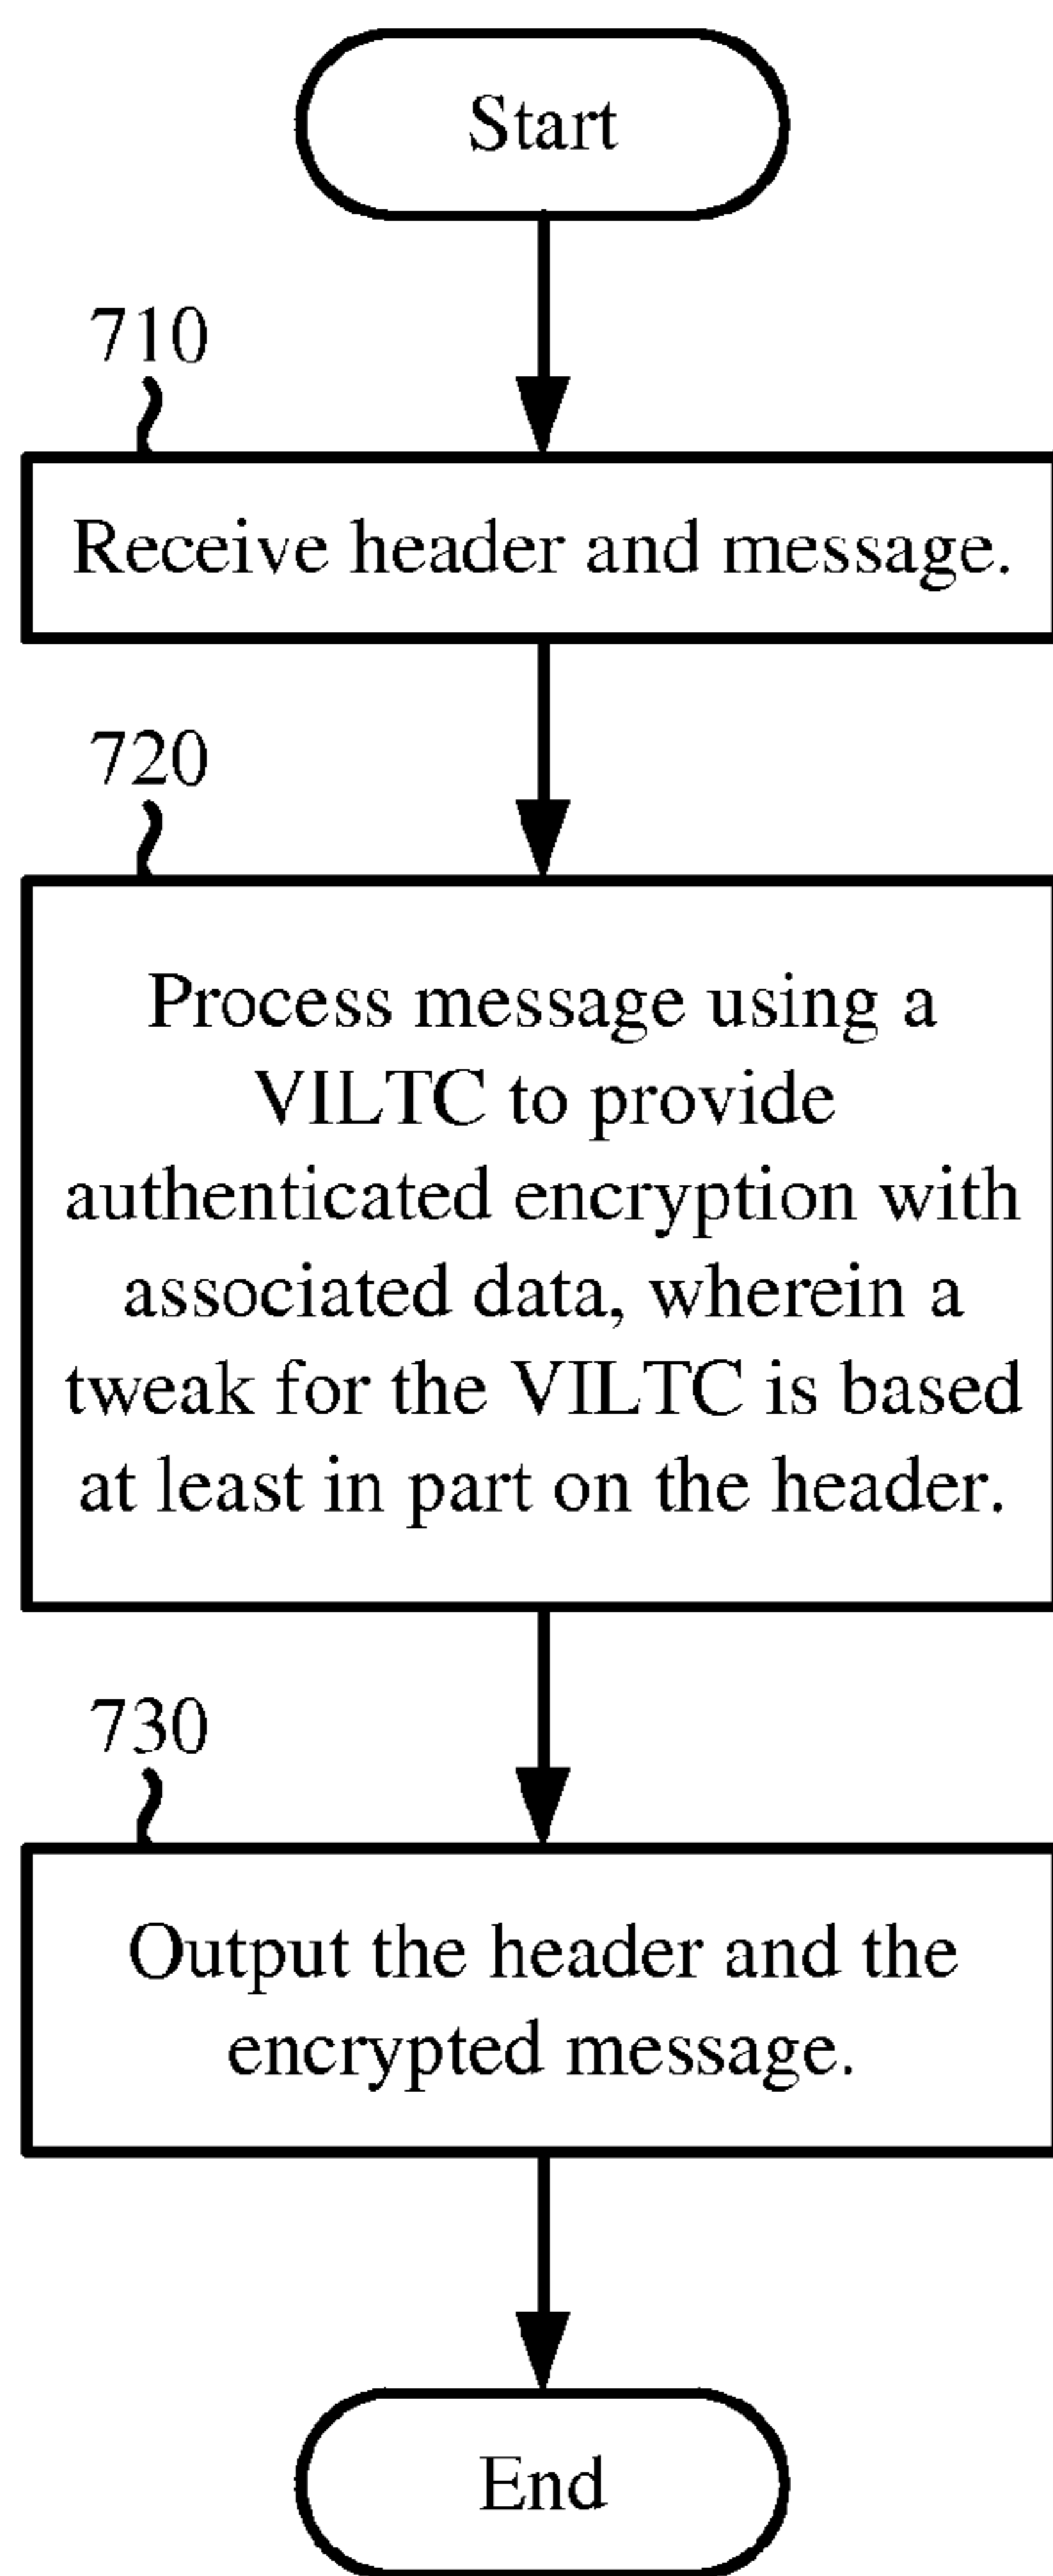 Start
710
Receive header and message.
720
Process message using a
VILTC to provide
authenticated encryption with
associated data, wherein a
tweak for the VILTC is based
at least in part on the header.
730
Output the header and the
encrypted message.
End